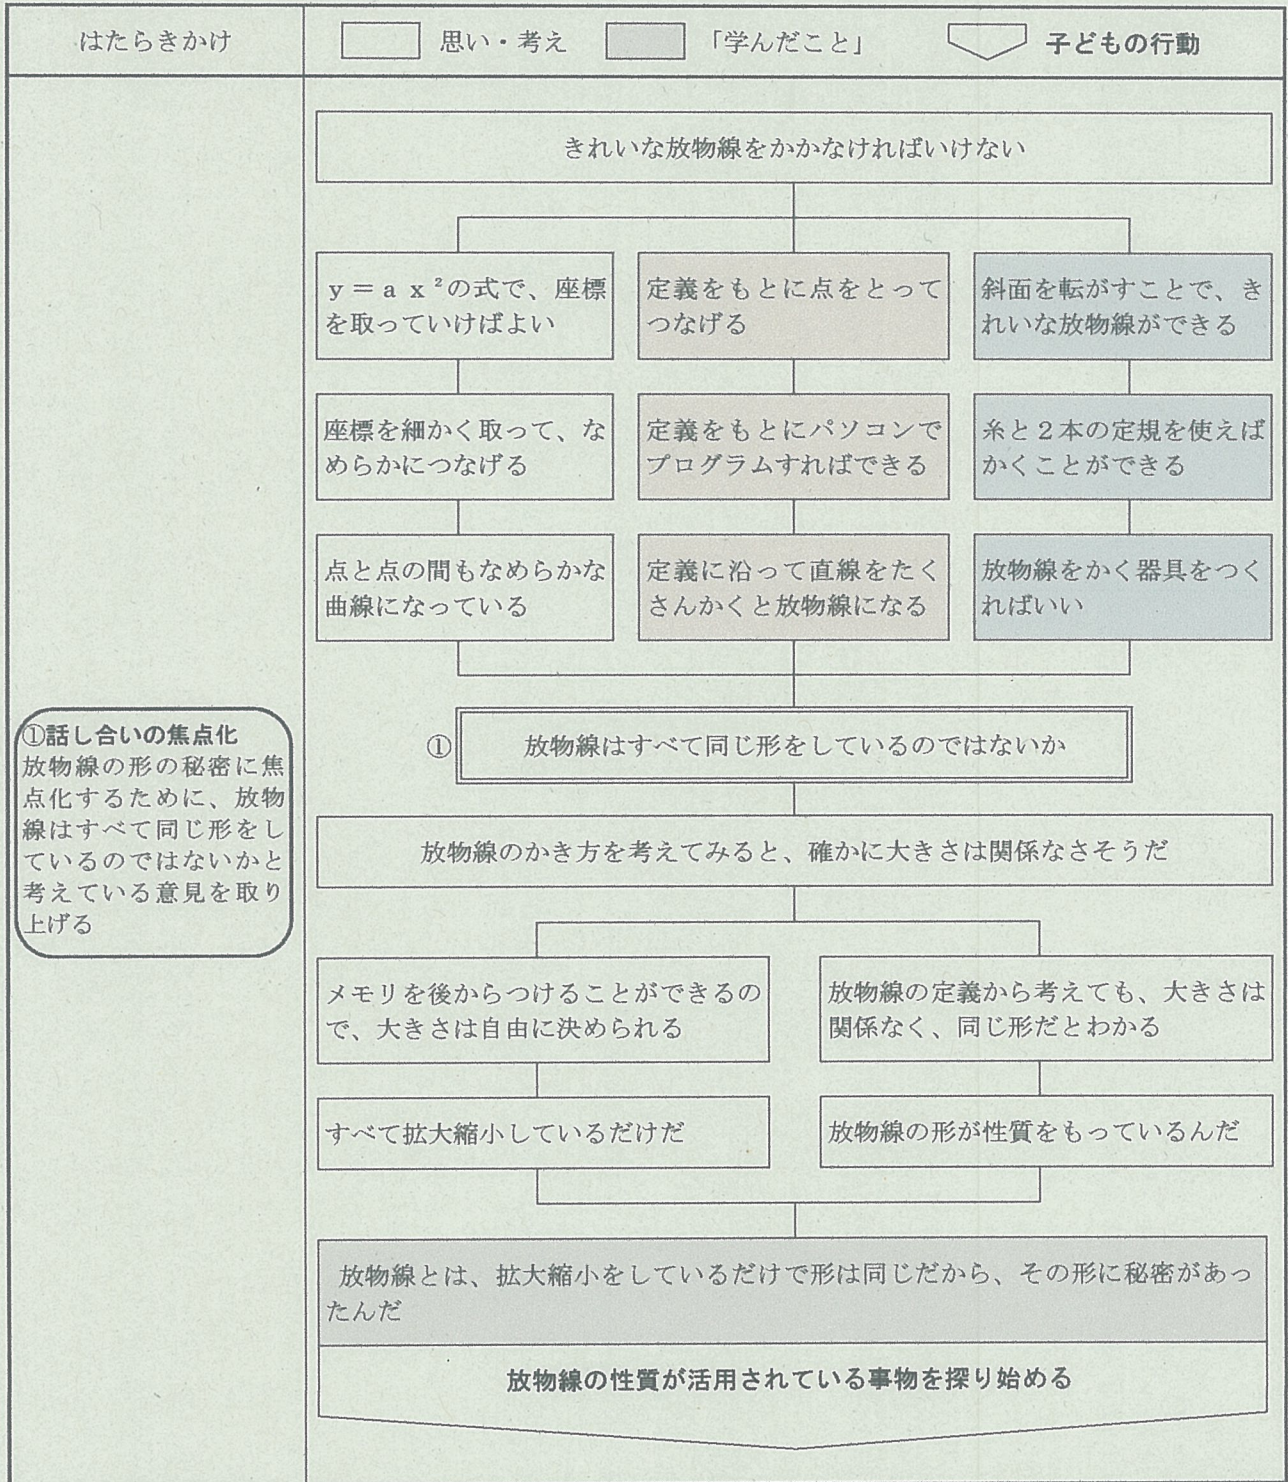 はたらきかけ
思い・考え
「学んだこと」
子どもの行動
きれいな放物線をかかなければいけない
y=ax²の式で、座標
を取っていけばよい
定義をもとに点をとって
つなげる
斜面を転がすことで、き
れいな放物線ができる
座標を細かく取って、な
めらかにつなげる
定義をもとにパソコンで
プログラムすればできる
糸と2本の定規を使えば
かくことができる
点と点の間もなめらかな
曲線になっている
定義に沿って直線をたく
さんかくと放物線になる
放物線をかく器具をつく
ればいい
①話し合いの焦点化
放物線の形の秘密に焦
点化するために、放物
線はすべて同じ形をし
ているのではないかと
考えている意見を取り
上げる
① 放物線はすべて同じ形をしているのではないか
放物線のかき方を考えてみると、確かに大きさは関係なさそうだ
メモリを後からつけることができるの
で、大きさは自由に決められる
放物線の定義から考えても、大きさは
関係なく、同じ形だとわかる
すべて拡大縮小しているだけだ
放物線の形が性質をもっているんだ
放物線とは、拡大縮小をしているだけで形は同じだから、その形に秘密があっ
たんだ
放物線の性質が活用されている事物を探り始める